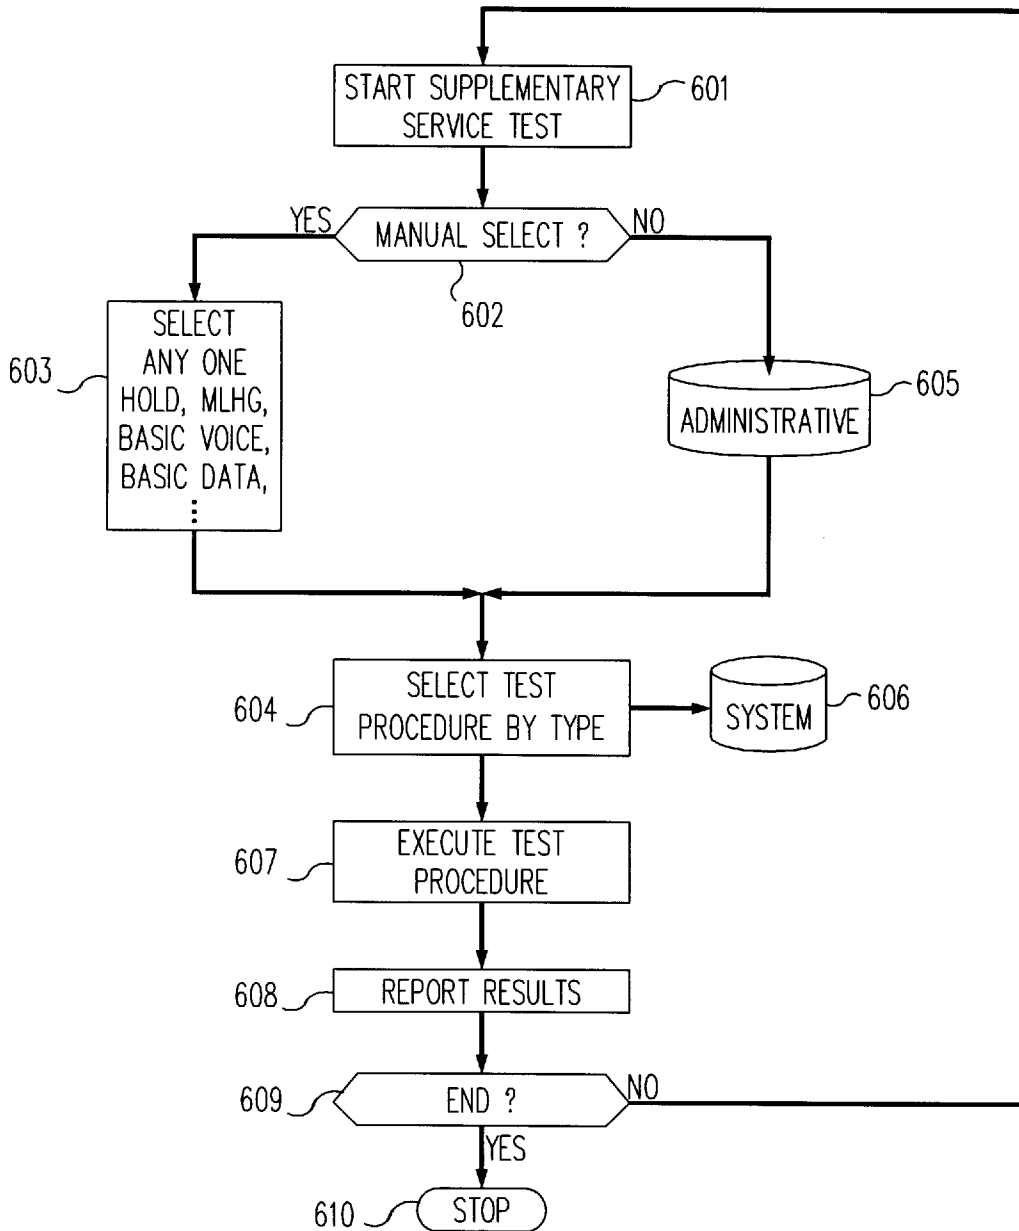 START SUPPLEMENTARY
SERVICE TEST
601
YES
MANUAL SELECT ?
NO
602
SELECT
ANY ONE
HOLD, MLHG,
BASIC VOICE,
BASIC DATA,
⋮
603
ADMINISTRATIVE
605
SELECT TEST
PROCEDURE BY TYPE
604
SYSTEM
606
EXECUTE TEST
PROCEDURE
607
REPORT RESULTS
608
END ?
609
NO
YES
STOP
610